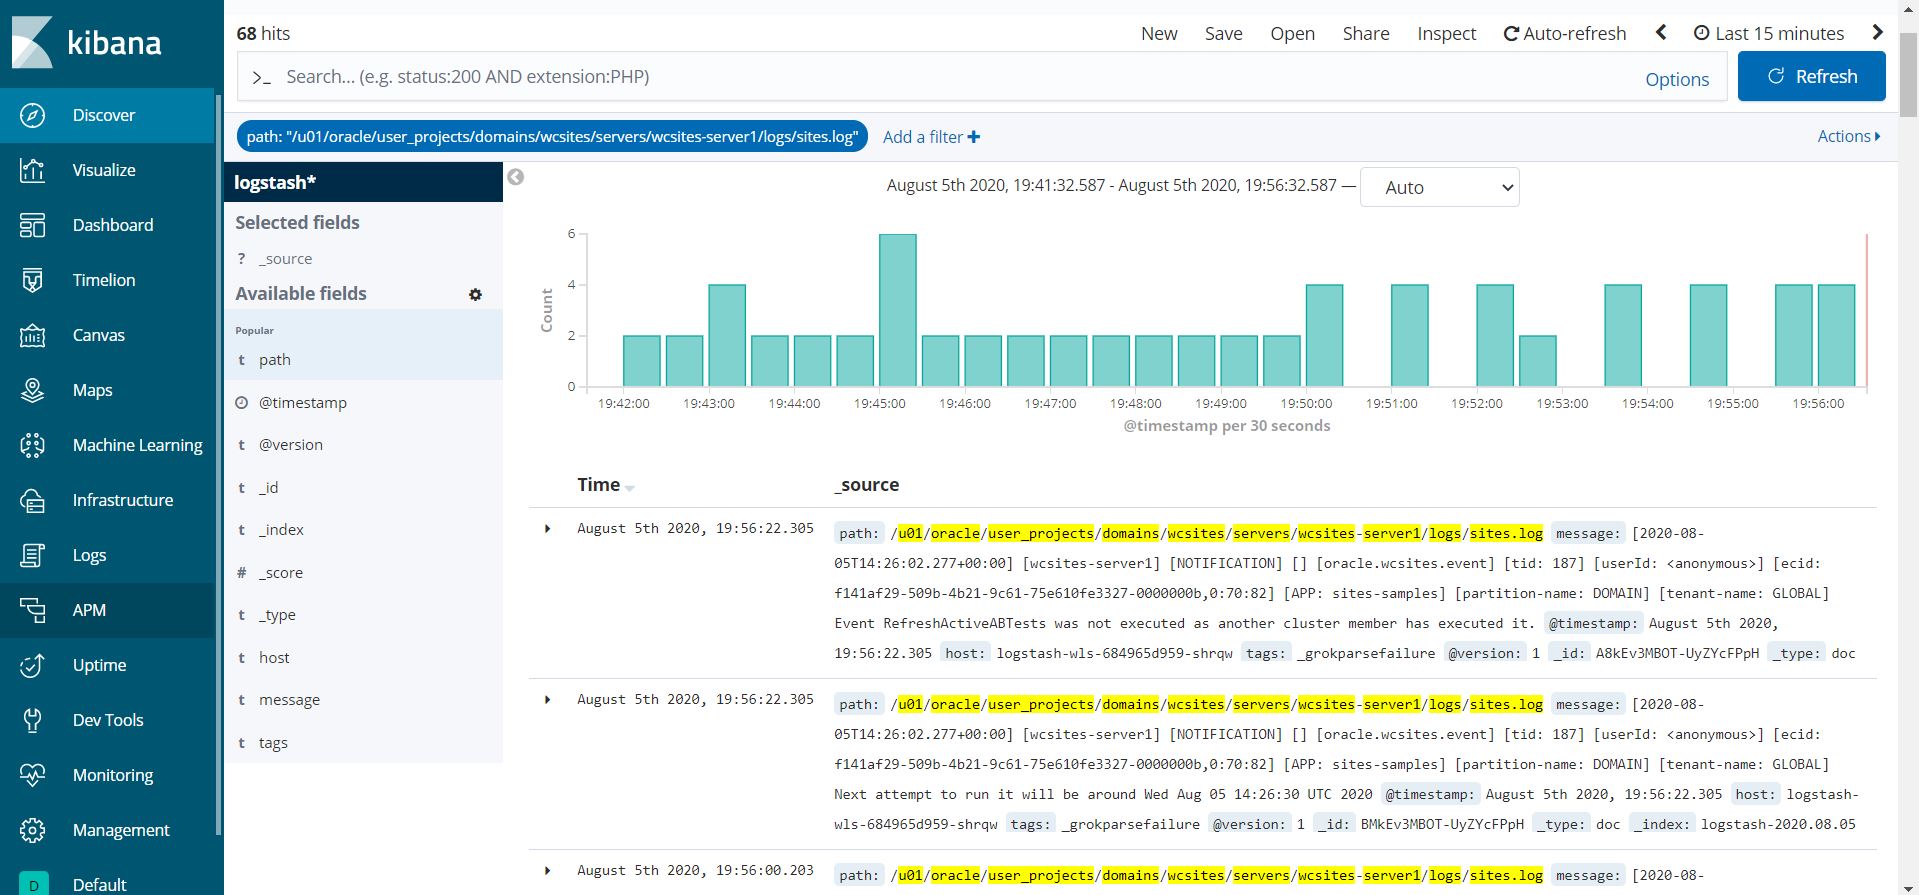 kibana
Discover
Visualize
Dashboard
Timelion
Canvas
Maps
Machine Learning
Infrastructure
Logs
APM
Uptime
Dev Tools
Monitoring
Management
D Default
68 hits
New Save Open Share Inspect Auto-refresh Last 15 minutes
>_ Search... (e.g. status:200 AND extension:PHP)
Options
Refresh
path: "/u01/oracle/user_projects/domains/wcsites/servers/wcsites-server1/logs/sites.log"
Add a filter +
Actions
logstash*
Selected fields
? _source
Available fields
Popular
t path
@timestamp
t @version
t _id
t _index
# _score
t _type
t host
t message
t tags
August 5th 2020, 19:41:32.587 - August 5th 2020, 19:56:32.587 — Auto
Count
6
4
2
0
19:42:00 19:43:00 19:44:00 19:45:00 19:46:00 19:47:00 19:48:00 19:49:00 19:50:00 19:51:00 19:52:00 19:53:00 19:54:00 19:55:00 19:56:00
@timestamp per 30 seconds
Time _source
August 5th 2020, 19:56:22.305
path: /u01/oracle/user_projects/domains/wcsites/servers/wcsites-server1/logs/sites.log message: [2020-08-
05T14:26:02.277+00:00] [wcsites-server1] [NOTIFICATION] [] [oracle.wcsites.event] [tid: 187] [userId: <anonymous>] [ecid:
f141af29-509b-4b21-9c61-75e610fe3327-0000000b,0:70:82] [APP: sites-samples] [partition-name: DOMAIN] [tenant-name: GLOBAL]
Event RefreshActiveABTests was not executed as another cluster member has executed it. @timestamp: August 5th 2020,
19:56:22.305 host: logstash-wls-684965d959-shrqw tags: _grokparsefailure @version: 1 _id: A8kEv3MBOT-UyZYcFPpH _type: doc
August 5th 2020, 19:56:22.305
path: /u01/oracle/user_projects/domains/wcsites/servers/wcsites-server1/logs/sites.log message: [2020-08-
05T14:26:02.277+00:00] [wcsites-server1] [NOTIFICATION] [] [oracle.wcsites.event] [tid: 187] [userId: <anonymous>] [ecid:
f141af29-509b-4b21-9c61-75e610fe3327-0000000b,0:70:82] [APP: sites-samples] [partition-name: DOMAIN] [tenant-name: GLOBAL]
Next attempt to run it will be around Wed Aug 05 14:26:30 UTC 2020 @timestamp: August 5th 2020, 19:56:22.305 host: logstash-
wls-684965d959-shrqw tags: _grokparsefailure @version: 1 _id: BMkEv3MBOT-UyZYcFPpH _type: doc _index: logstash-2020.08.05
August 5th 2020, 19:56:00.203
path: /u01/oracle/user_projects/domains/wcsites/servers/wcsites-server1/logs/sites.log message: [2020-08-